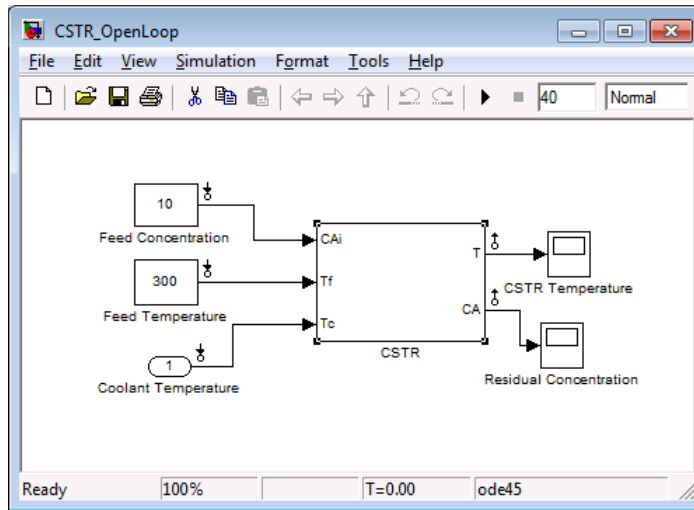 CSTR_OpenLoop
File Edit View Simulation Format Tools Help
40 Normal
10
Feed Concentration
CAi
T
CSTR Temperature
300
Feed Temperature
Tf
CA
Tc
1
Coolant Temperature
CSTR
Residual Concentration
Ready 100% T=0.00 ode45